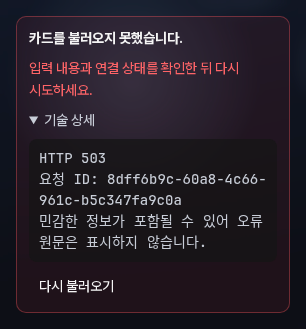 카드를 불러오지 못했습니다.
입력 내용과 연결 상태를 확인한 뒤 다시
시도하세요.
▼ 기술 상세
HTTP 503
요청 ID: 8dff6b9c-60a8-4c66-
961c-b5c347fa9c0a
민감한 정보가 포함될 수 있어 오류
원문은 표시하지 않습니다.
다시 불러오기